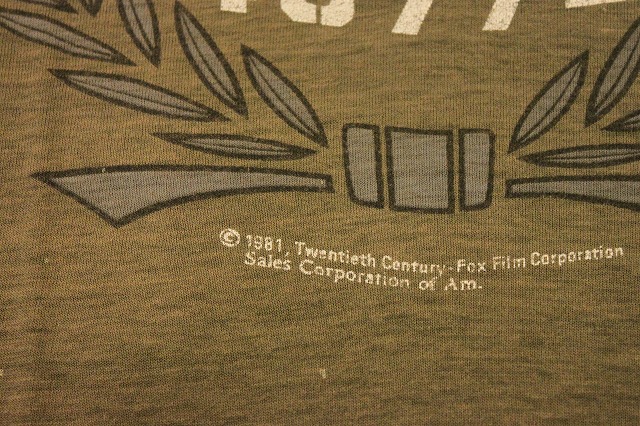 © 1981, Twentieth Century-Fox Film Corporation
Sales Corporation of Am.